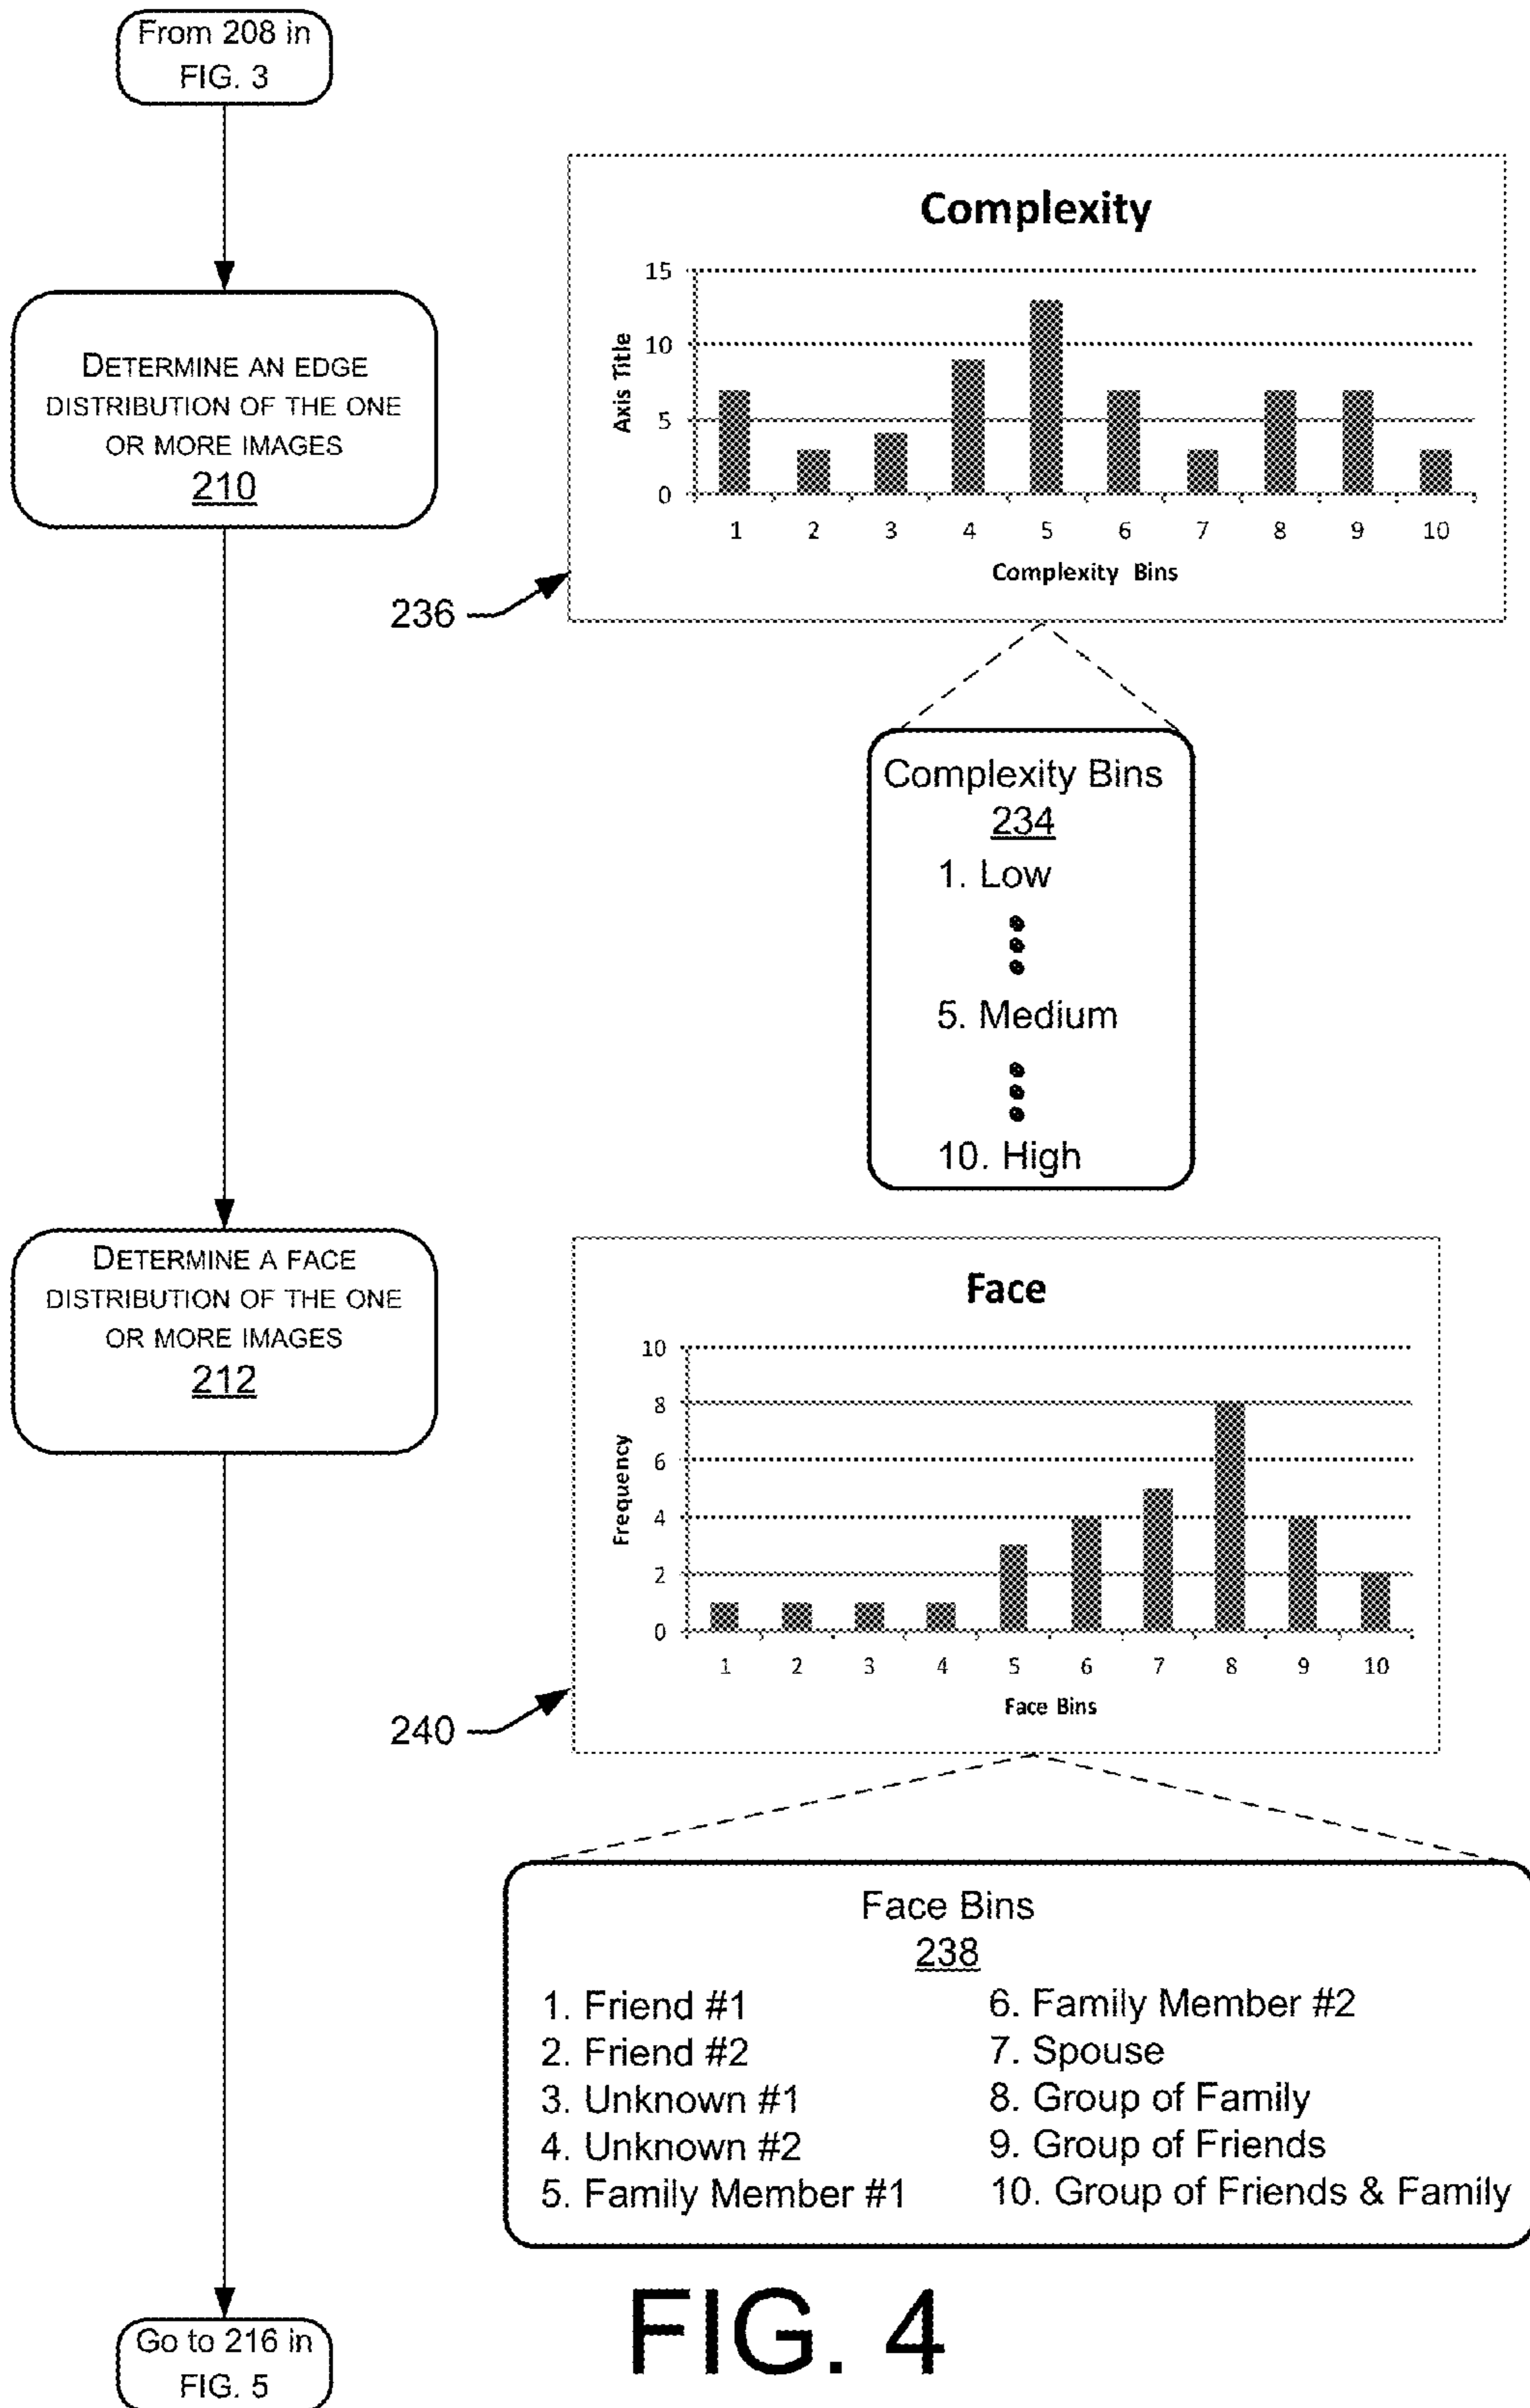 From 208 in
FIG. 3
DETERMINE AN EDGE
DISTRIBUTION OF THE ONE
OR MORE IMAGES
210
Complexity
Axis Title
15
10
5
0
1 2 3 4 5 6 7 8 9 10
Complexity Bins
236
Complexity Bins
234
1. Low
5. Medium
10. High
DETERMINE A FACE
DISTRIBUTION OF THE ONE
OR MORE IMAGES
212
Face
Frequency
10
8
6
4
2
0
1 2 3 4 5 6 7 8 9 10
Face Bins
240
Face Bins
238
1. Friend #1
2. Friend #2
3. Unknown #1
4. Unknown #2
5. Family Member #1
6. Family Member #2
7. Spouse
8. Group of Family
9. Group of Friends
10. Group of Friends & Family
Go to 216 in
FIG. 5
FIG. 4